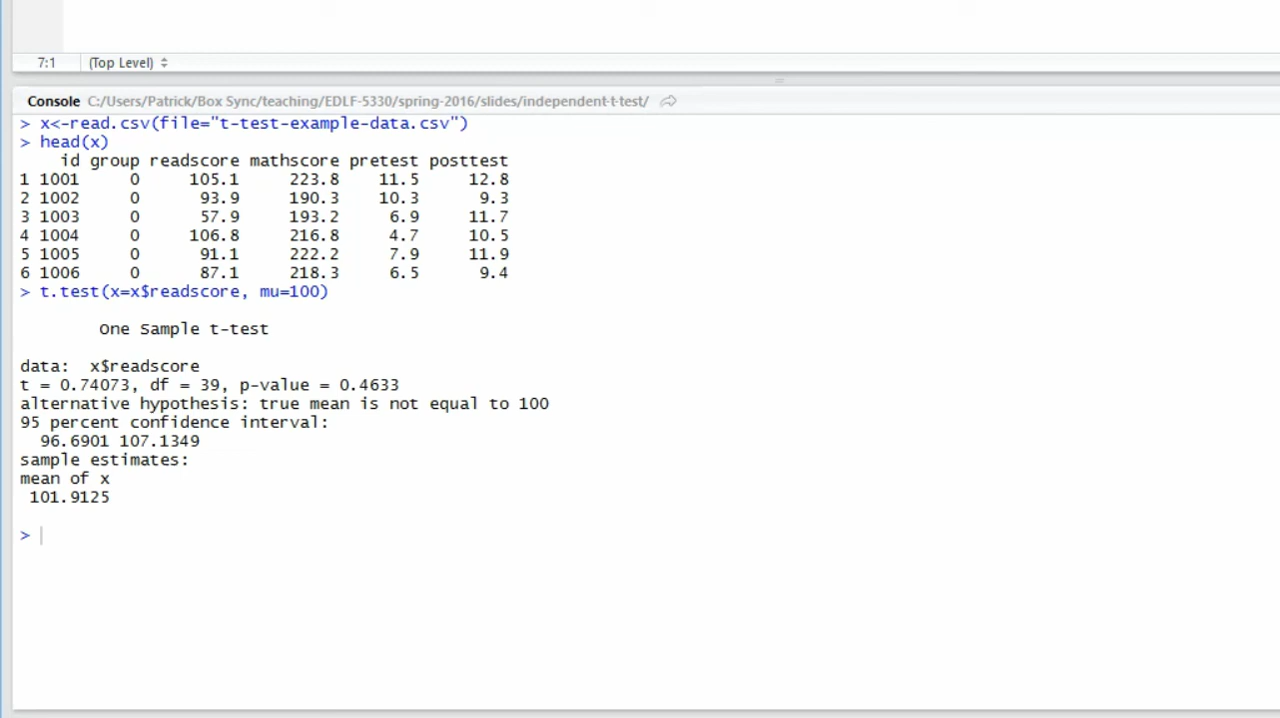 7:1 (Top Level)
Console C:/Users/Patrick/Box Sync/teaching/EDLF-5330/spring-2016/slides/independent-t-test/
> x<-read.csv(file="t-test-example-data.csv")
> head(x)
id group readscore mathscore pretest posttest
1 1001 0 105.1 223.8 11.5 12.8
2 1002 0 93.9 190.3 10.3 9.3
3 1003 0 57.9 193.2 6.9 11.7
4 1004 0 106.8 216.8 4.7 10.5
5 1005 0 91.1 222.2 7.9 11.9
6 1006 0 87.1 218.3 6.5 9.4
> t.test(x=x$readscore, mu=100)
One Sample t-test
data: x$readscore
t = 0.74073, df = 39, p-value = 0.4633
alternative hypothesis: true mean is not equal to 100
95 percent confidence interval:
96.6901 107.1349
sample estimates:
mean of x
101.9125
>